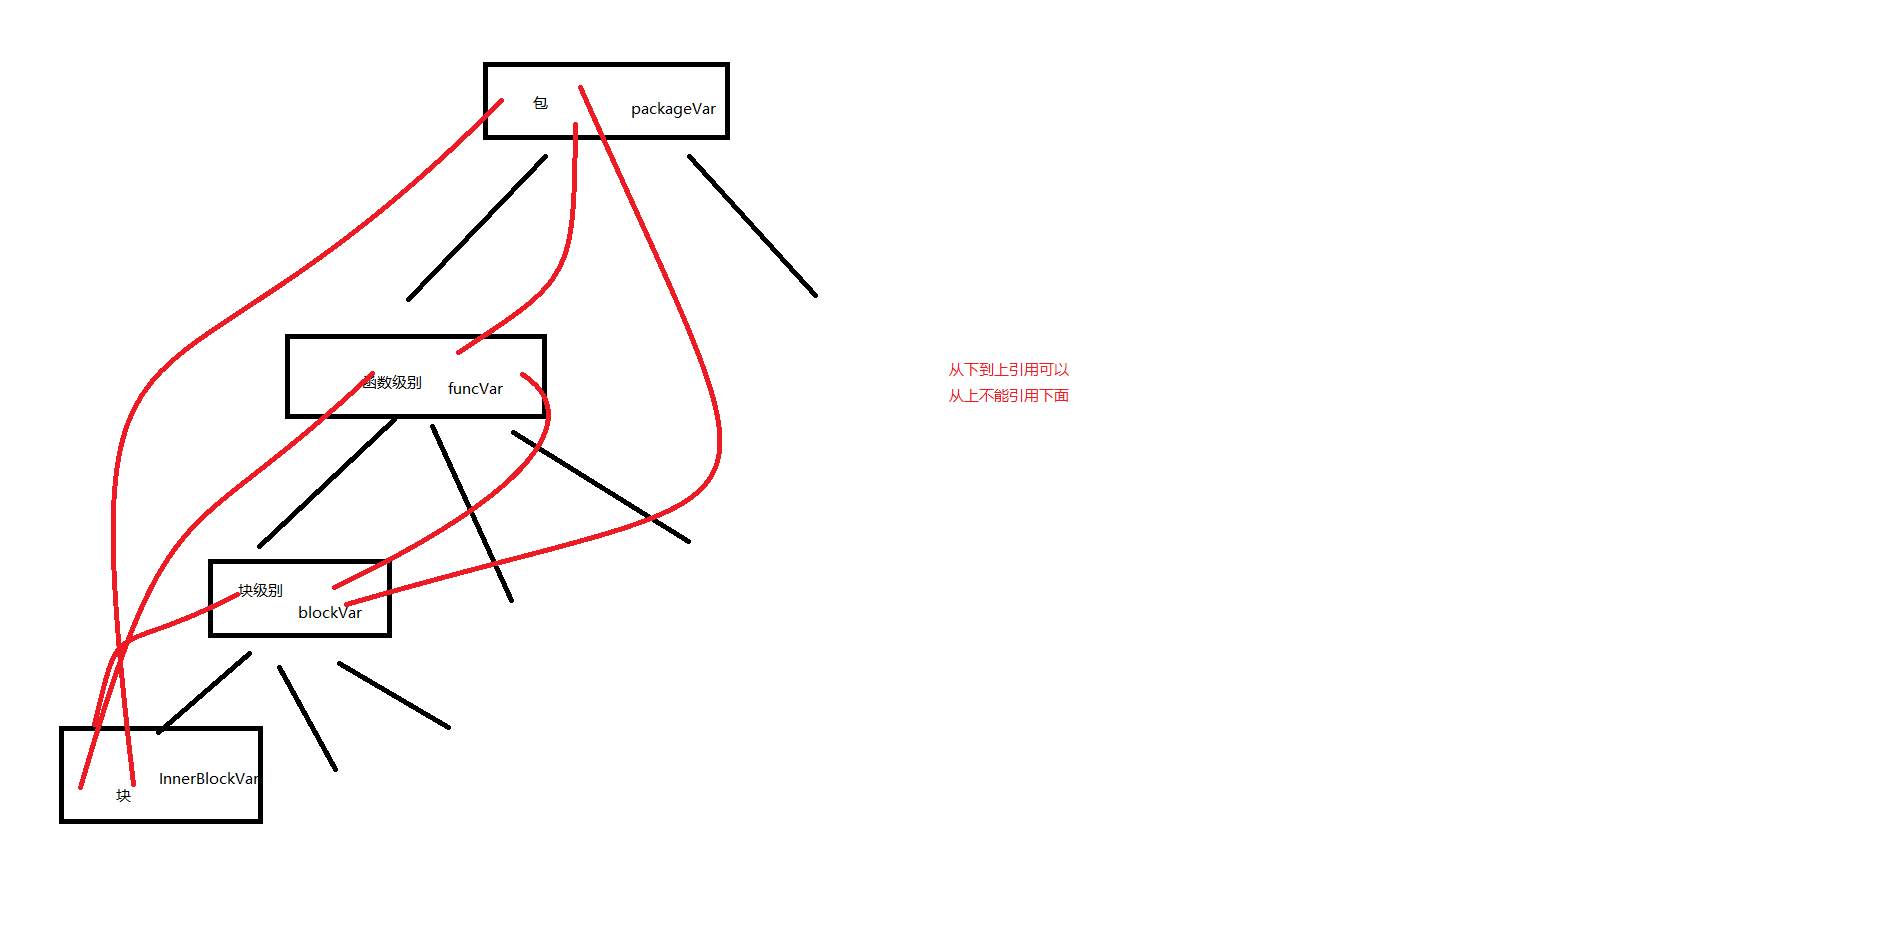 包
packageVar
函数级别
funcVar
从下到上引用可以
从上不能引用下面
块级别
blockVar
InnerBlockVar
块